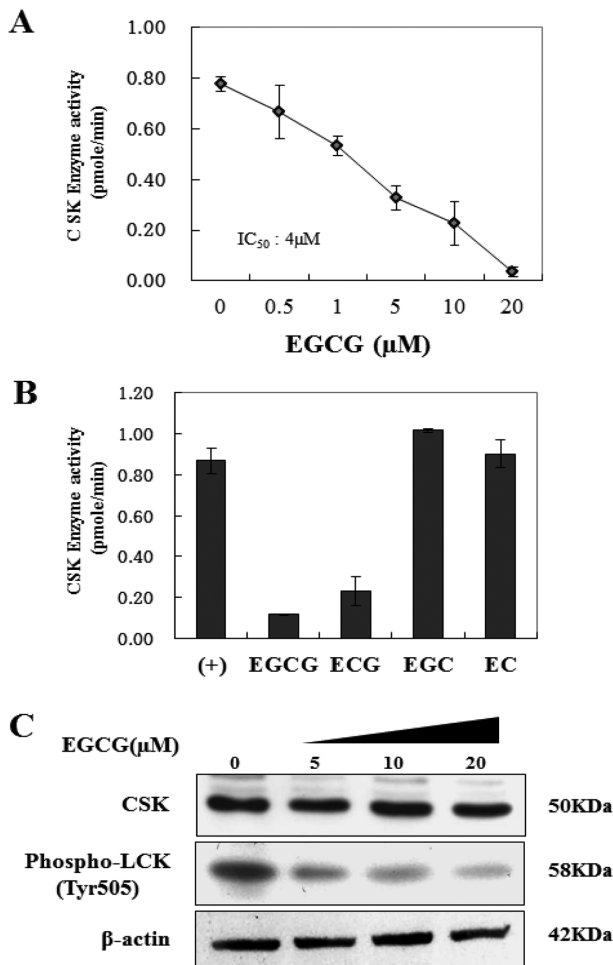 A
C SK Enzyme activity
(pmole/min)
1.00
0.80
0.60
0.40
0.20
0.00
IC50 : 4μM
0 0.5 1 5 10 20
EGCG (μM)
B
CSK Enzyme activity
(pmole/min)
1.20
1.00
0.80
0.60
0.40
0.20
0.00
(+) EGCG ECG EGC EC
C
EGCG(μM)
0 5 10 20
CSK 50KDa
Phospho-LCK 58KDa
(Tyr505)
β-actin 42KDa